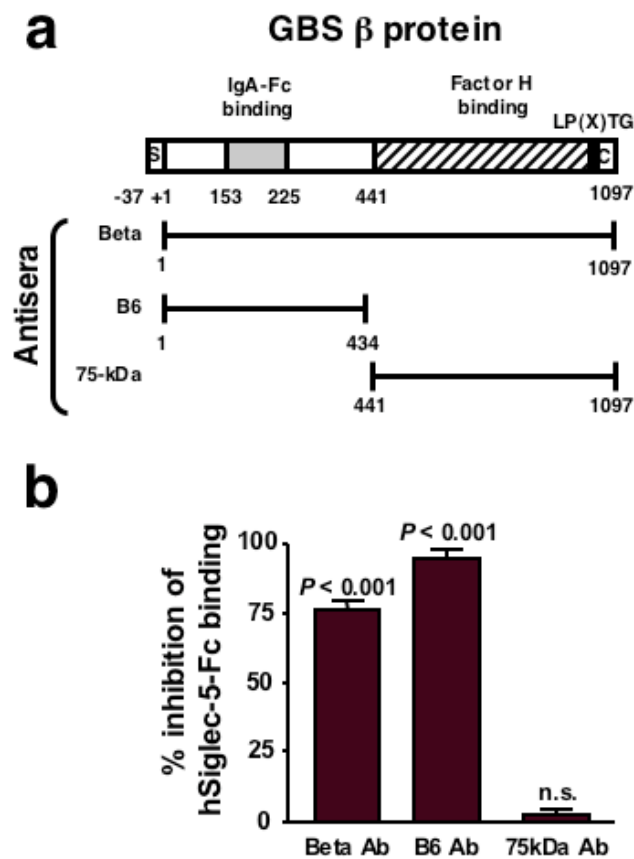 a
GBS β protein
IgA-Fc
binding
Factor H
binding
LP(X)TG
S
C
-37 +1 153 225 441 1097
Antisera
Beta
1 1097
B6
1 434
75-kDa
441 1097
b
% inhibition of
hSiglec-5-Fc binding
100
75
50
25
0
P < 0.001
P < 0.001
n.s.
Beta Ab B6 Ab 75kDa Ab